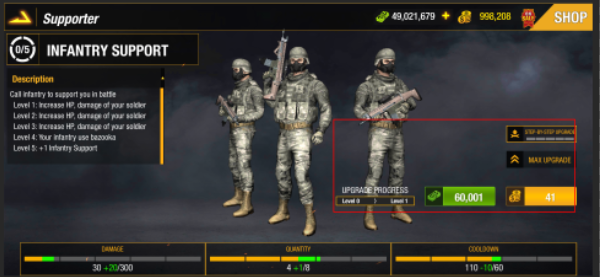 Supporter
49,021,679 + 998,208 SHOP
0/5 INFANTRY SUPPORT
Description
Call infantry to support you in battle
Level 1: Increase HP, damage of your soldier
Level 2: Increase HP, damage of your soldier
Level 3: Increase HP, damage of your soldier
Level 4: Your infantry use bazooka
Level 5: +1 Infantry Support
STEP-BY-STEP UPGRADE
MAX UPGRADE
UPGRADE PROGRESS
Level 0 > Level 1
60,001
41
DAMAGE QUANTITY COOLDOWN
30 +20/300 4 +1/8 110 -10/60